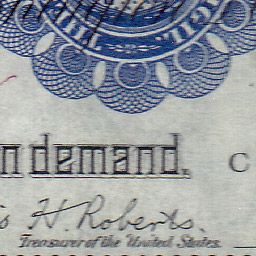 n demand. C
s H. Roberts.
Treasurer of the United States.